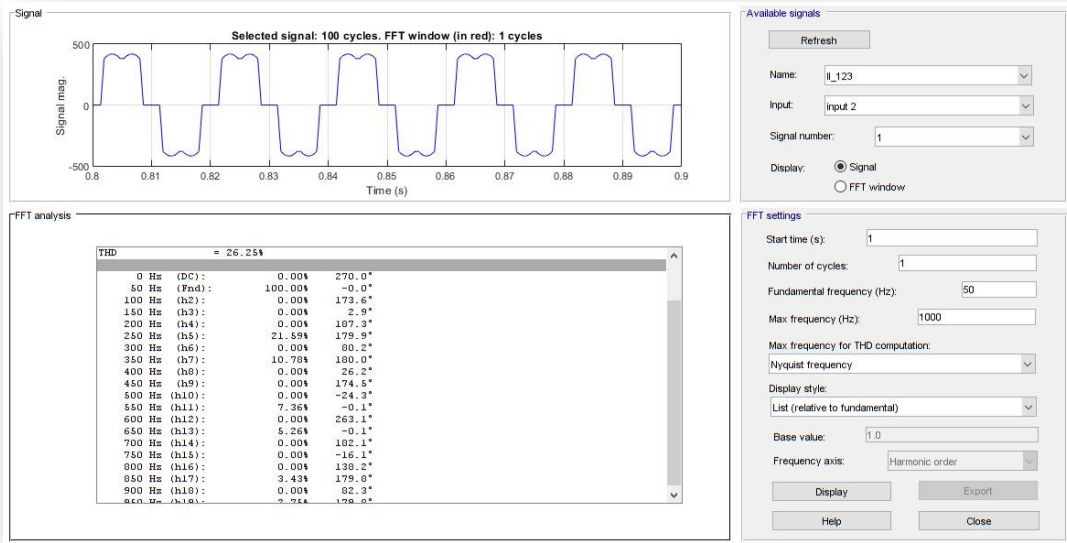 Signal
Selected signal: 100 cycles. FFT window (in red): 1 cycles
500
0
-500
Signal mag.
0.8 0.81 0.82 0.83 0.84 0.85 0.86 0.87 0.88 0.89 0.9
Time (s)
Available signals
Refresh
Name: ll_123
Input: input 2
Signal number: 1
Display: Signal
FFT window
FFT analysis
THD = 26.25%
0 Hz (DC): 0.00% 270.0°
50 Hz (Fnd): 100.00% -0.0°
100 Hz (h2): 0.00% 173.6°
150 Hz (h3): 0.00% 2.9°
200 Hz (h4): 0.00% 187.3°
250 Hz (h5): 21.59% 179.9°
300 Hz (h6): 0.00% 80.2°
350 Hz (h7): 10.78% 180.0°
400 Hz (h8): 0.00% 26.2°
450 Hz (h9): 0.00% 174.5°
500 Hz (h10): 0.00% -24.3°
550 Hz (h11): 7.36% -0.1°
600 Hz (h12): 0.00% 263.1°
650 Hz (h13): 5.26% -0.1°
700 Hz (h14): 0.00% 182.1°
750 Hz (h15): 0.00% -16.1°
800 Hz (h16): 0.00% 138.2°
850 Hz (h17): 3.43% 179.8°
900 Hz (h18): 0.00% 82.3°
950 Hz (h19): 2.75% 179.8°
FFT settings
Start time (s): 1
Number of cycles: 1
Fundamental frequency (Hz): 50
Max frequency (Hz): 1000
Max frequency for THD computation:
Nyquist frequency
Display style:
List (relative to fundamental)
Base value: 1.0
Frequency axis: Harmonic order
Display Export
Help Close